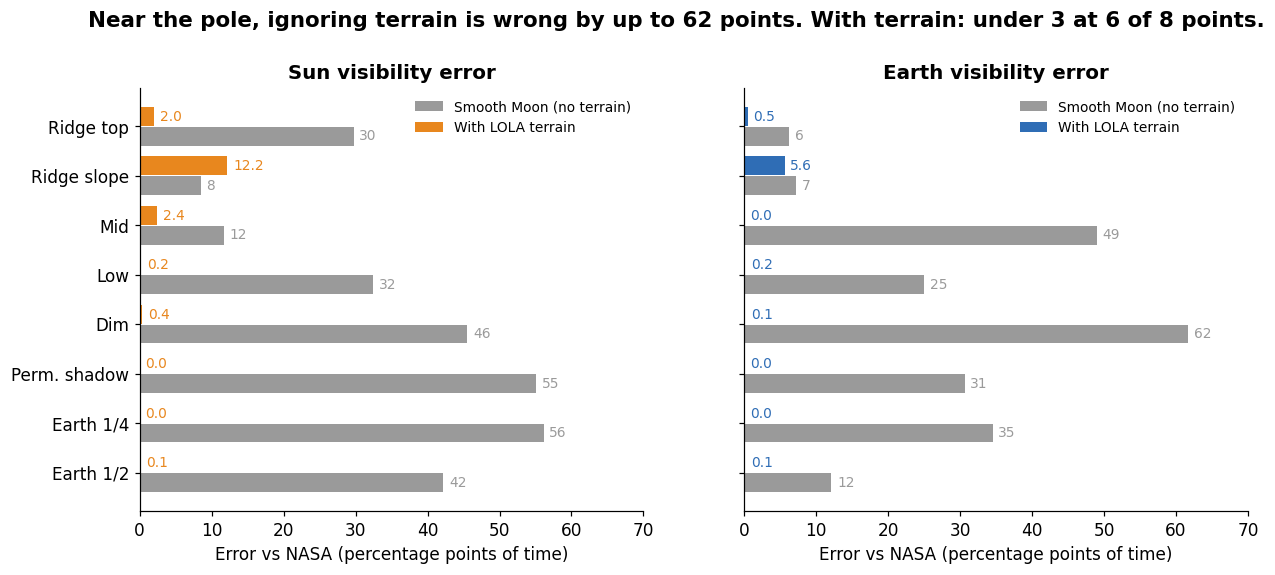 Near the pole, ignoring terrain is wrong by up to 62 points. With terrain: under 3 at 6 of 8 points.
Sun visibility error
Smooth Moon (no terrain)
With LOLA terrain
Ridge top
2.0
30
Ridge slope
12.2
8
Mid
2.4
12
Low
0.2
32
Dim
0.4
46
Perm. shadow
0.0
55
Earth 1/4
0.0
56
Earth 1/2
0.1
42
0 10 20 30 40 50 60 70
Error vs NASA (percentage points of time)
Earth visibility error
Smooth Moon (no terrain)
With LOLA terrain
0.5
6
5.6
7
0.0
49
0.2
25
0.1
62
0.0
31
0.0
35
0.1
12
0 10 20 30 40 50 60 70
Error vs NASA (percentage points of time)